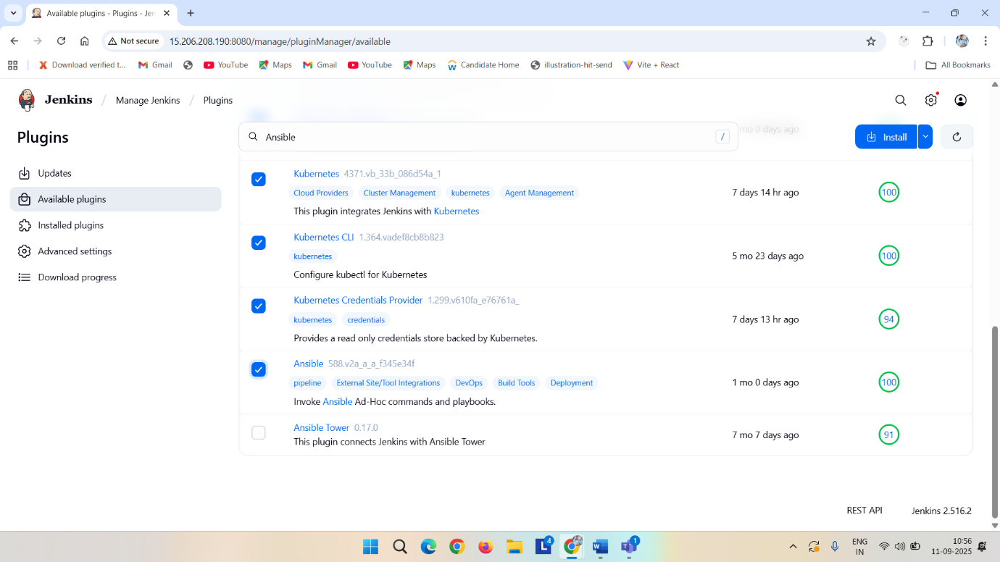 Available plugins - Plugins - Jen
Not secure 15.206.208.190:8080/manage/pluginManager/available
Download verified t... Gmail YouTube Maps Gmail YouTube Maps Candidate Home illustration-hit-send Vite + React All Bookmarks
Jenkins / Manage Jenkins / Plugins
Plugins
Updates
Available plugins
Installed plugins
Advanced settings
Download progress
Ansible /
mo 0 days ago
Install
Kubernetes 4371.vb_33b_086d54a_1
Cloud Providers Cluster Management kubernetes Agent Management
This plugin integrates Jenkins with Kubernetes
7 days 14 hr ago
100
Kubernetes CLI 1.364.vadef8cb8b823
kubernetes
Configure kubectl for Kubernetes
5 mo 23 days ago
100
Kubernetes Credentials Provider 1.299.v610fa_e76761a_
kubernetes credentials
Provides a read only credentials store backed by Kubernetes.
7 days 13 hr ago
94
Ansible 588.v2a_a_a_f345e34f
pipeline External Site/Tool Integrations DevOps Build Tools Deployment
Invoke Ansible Ad-Hoc commands and playbooks.
1 mo 0 days ago
100
Ansible Tower 0.17.0
This plugin connects Jenkins with Ansible Tower
7 mo 7 days ago
91
REST API Jenkins 2.516.2
L 4
W
T 1
ENG
IN
10:56
11-09-2025